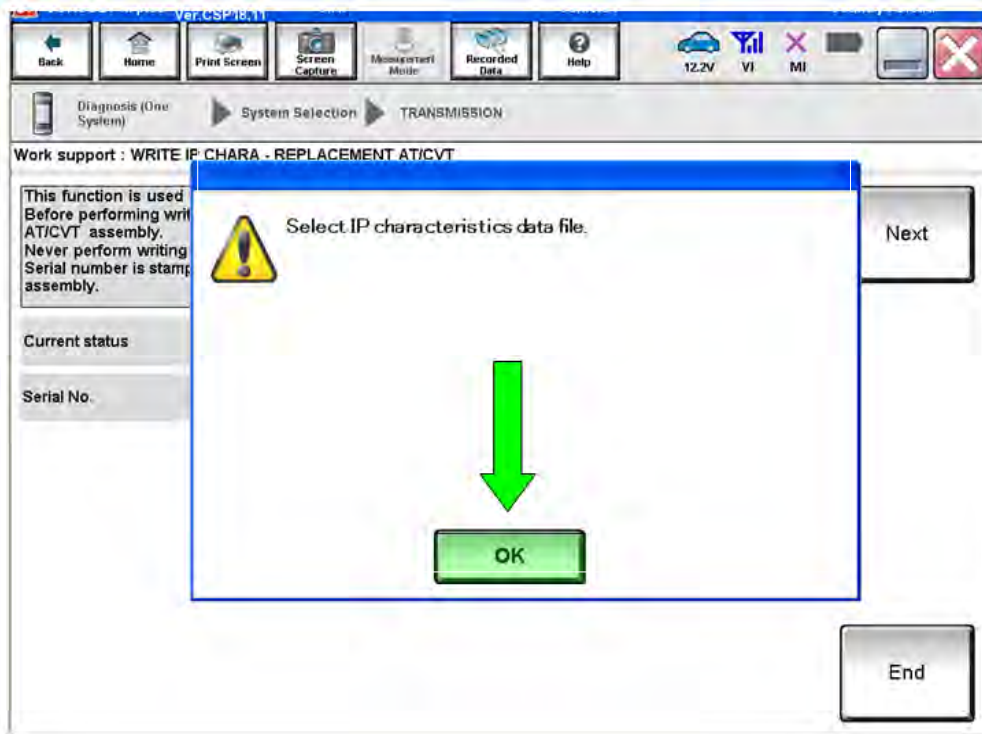 Ver.CSP18.11
Back
Home
Print Screen
Screen
Capture
Measurement
Mode
Recorded
Data
Help
12.2V
VI
MI
Diagnosis (One
System)
System Selection
TRANSMISSION
Work support : WRITE IP CHARA - REPLACEMENT AT/CVT
This function is used
Before performing writ
AT/CVT assembly.
Never perform writing
Serial number is stamp
assembly.
Select IP characteristics data file.
Next
Current status
Serial No.
OK
End